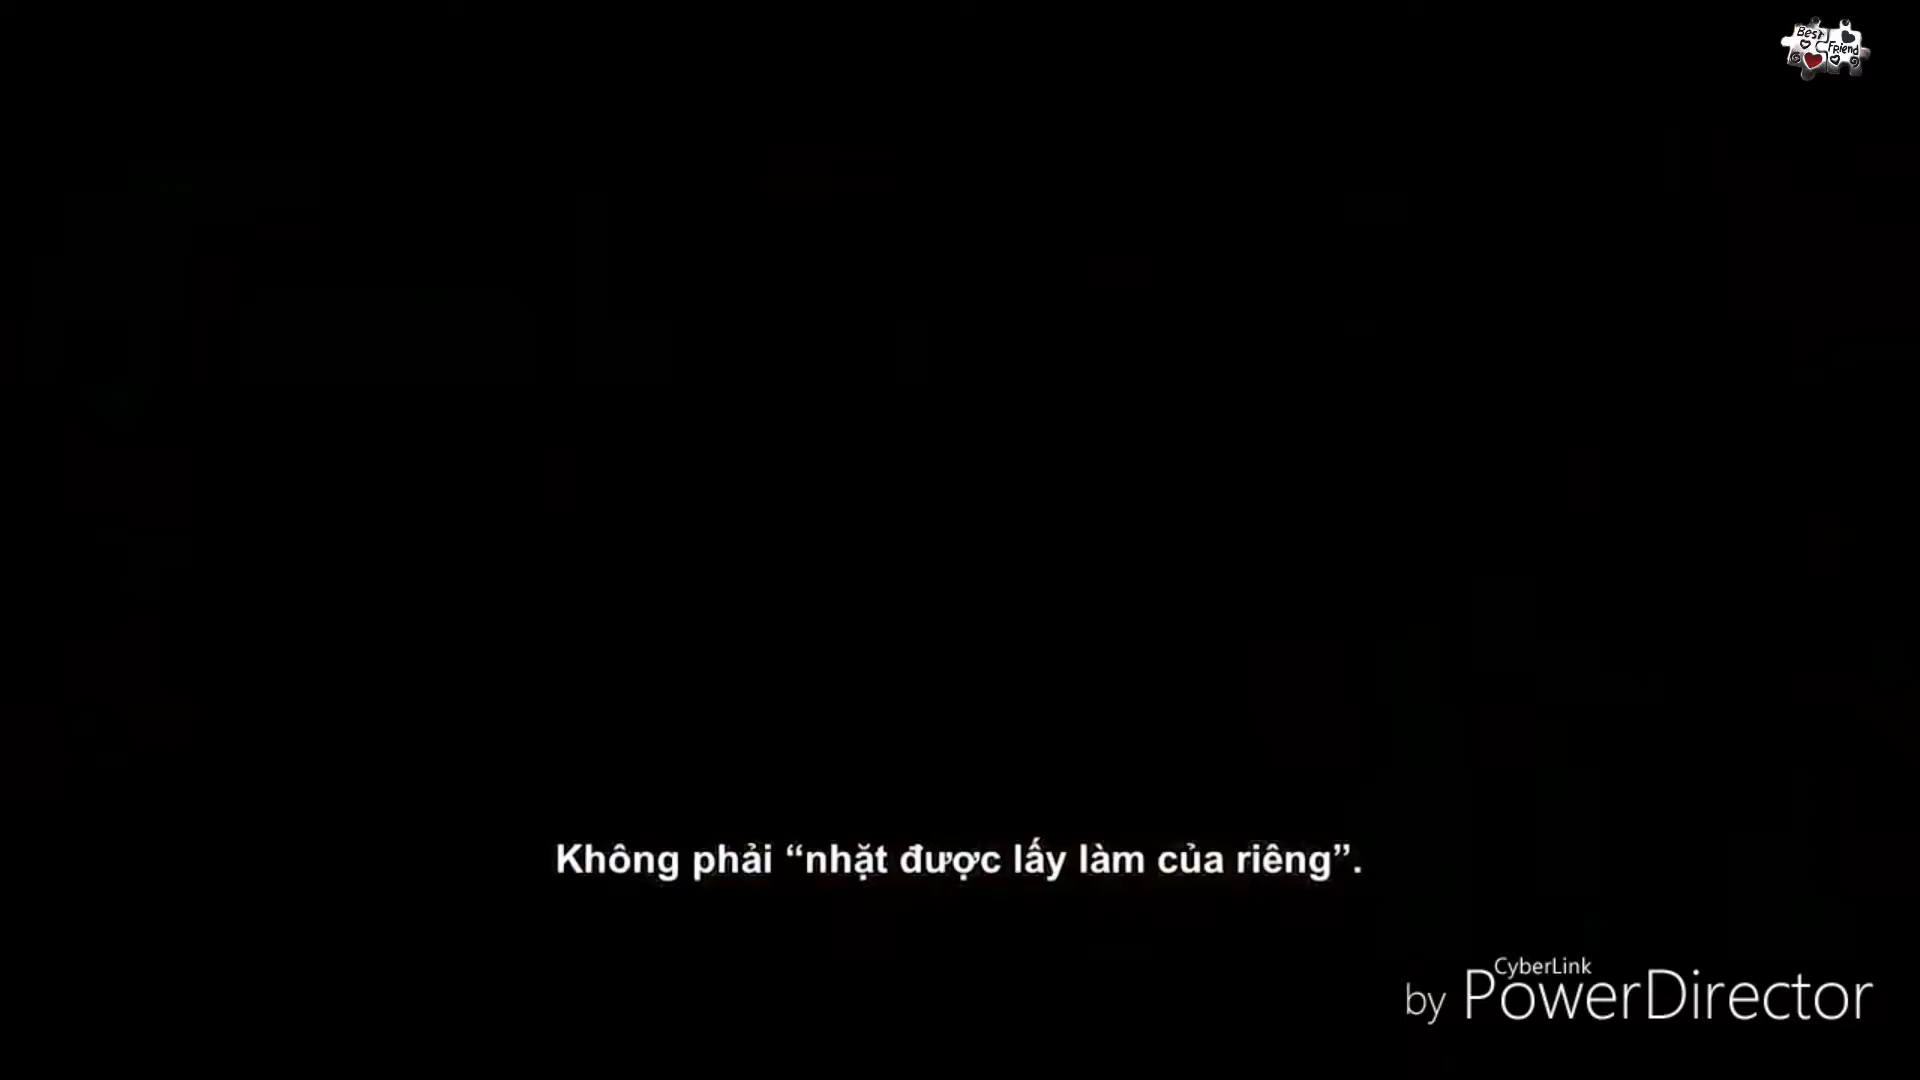 Best
Friend
Không phải “nhặt được lấy làm của riêng”.
CyberLink
by PowerDirector